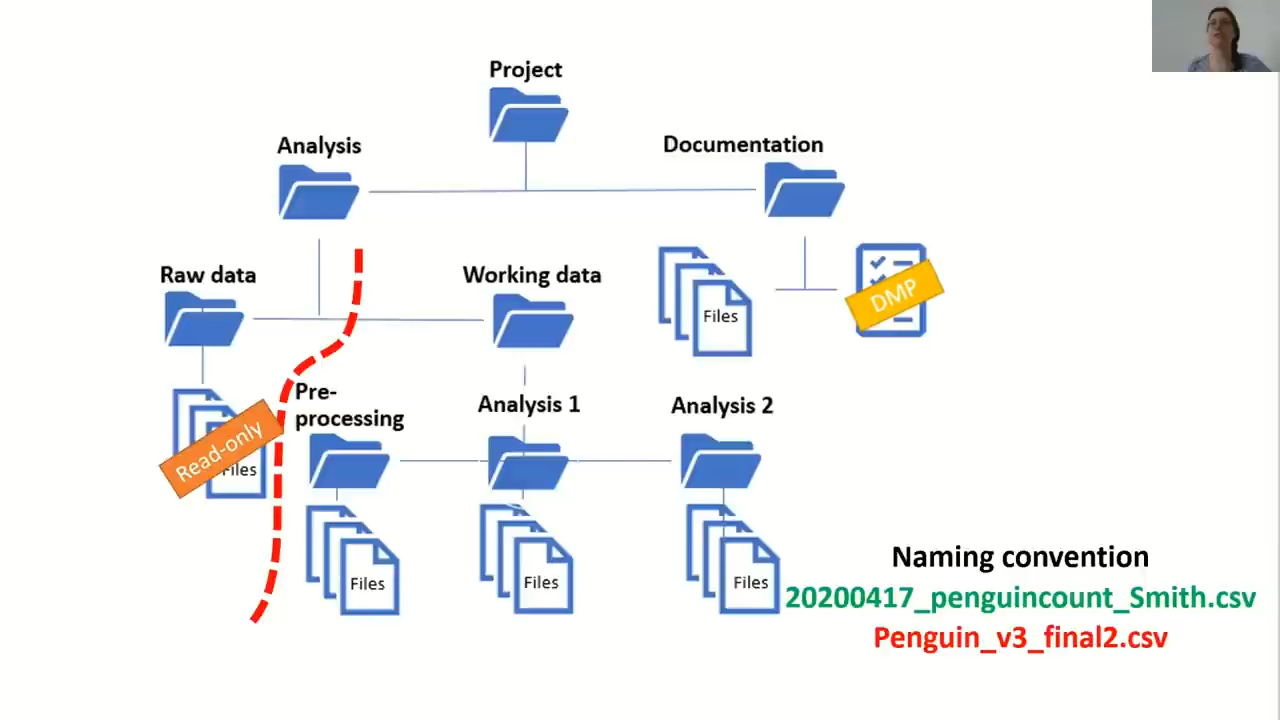 Project
Analysis
Documentation
Raw data
Working data
Files
DMP
Pre-
processing
Analysis 1
Analysis 2
Read-only
Files
Files
Files
Files
Naming convention
20200417_penguincount_Smith.csv
Penguin_v3_final2.csv